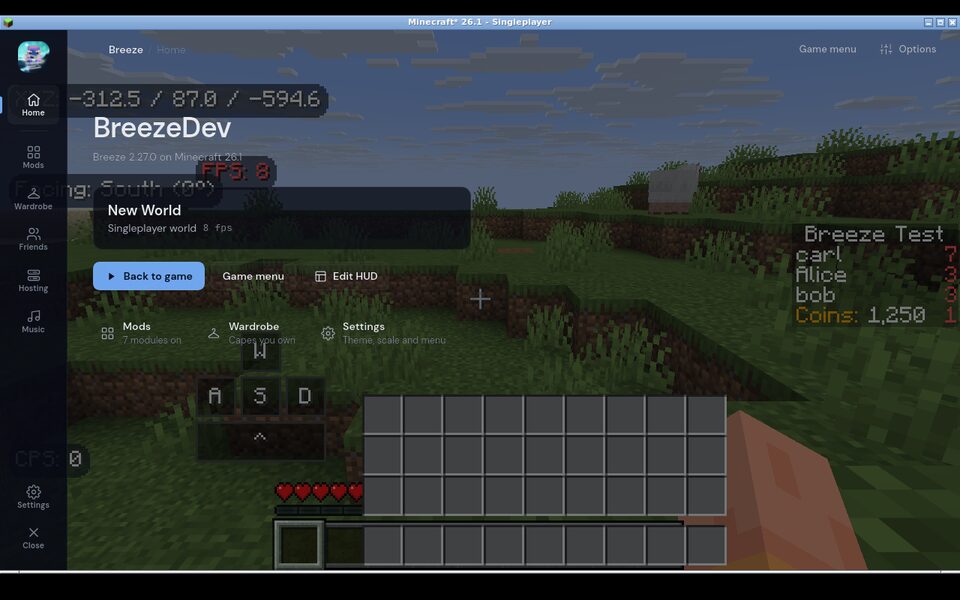 Minecraft* 26.1 - Singleplayer
Breeze / Home
Game menu
Options
Home
-312.5 / 87.0 / -594.6
BreezeDev
Breeze 2.27.0 on Minecraft 26.1
FPS: 8
Mods
Facing: South (0°)
Wardrobe
New World
Singleplayer world 8 fps
Friends
Breeze Test
carl 7
Alice 3
bob 3
Coins: 1,250 1
Back to game
Game menu
Edit HUD
Hosting
Music
Mods
7 modules on
Wardrobe
Capes you own
Settings
Theme, scale and menu
W
A S D
^
CPS: 0
Settings
Close